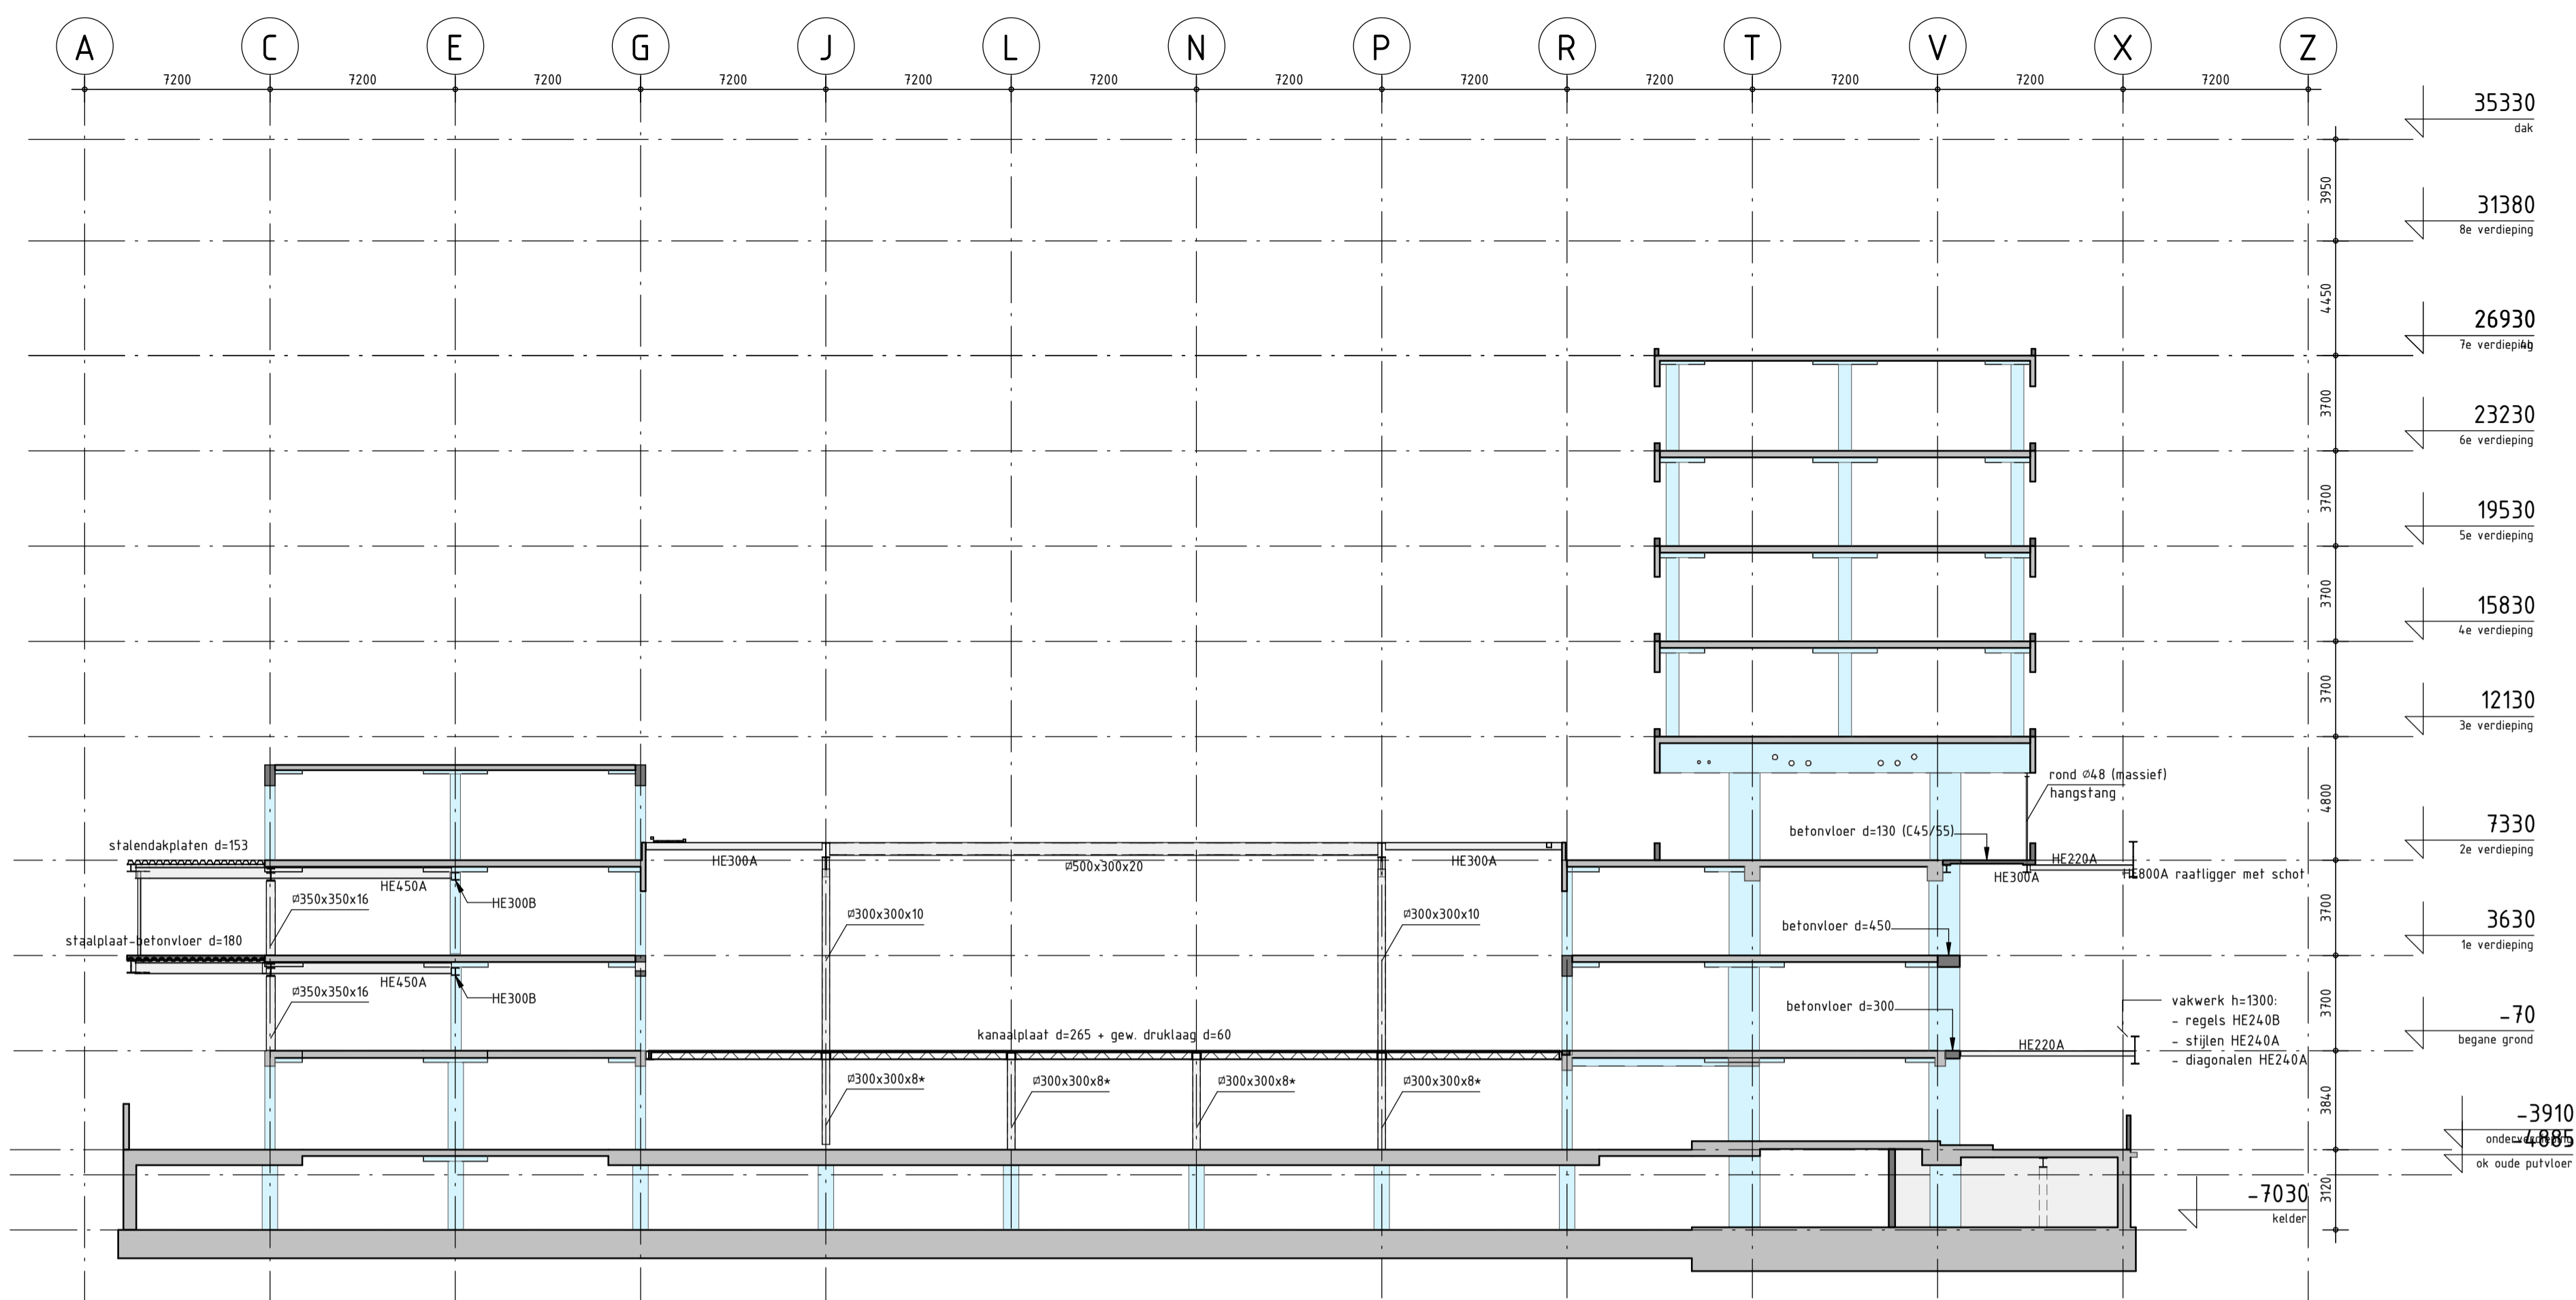 A C E G J L N P R T V X Z
7200 7200 7200 7200 7200 7200 7200 7200 7200 7200 7200 7200
35330
dak
3950
31380
8e verdieping
4450
26930
7e verdieping
3700
23230
6e verdieping
3700
19530
5e verdieping
3700
15830
4e verdieping
3700
12130
3e verdieping
rond ⌀48 (massief)
hangstang
4800
7330
2e verdieping
stalendakplaten d=153
betonvloer d=130 (C45/55)
HE300A
⌀500x300x20
HE300A
HE220A
HE300A
HE800A raatligger met schot
HE450A
HE300B
⌀350x350x16
⌀300x300x10
⌀300x300x10
3700
3630
1e verdieping
staalplaat-betonvloer d=180
betonvloer d=450
HE450A
HE300B
⌀350x350x16
betonvloer d=300
3700
vakwerk h=1300:
- regels HE240B
- stijlen HE240A
- diagonalen HE240A
-70
begane grond
kanaalplaat d=265 + gew. druklaag d=60
HE220A
⌀300x300x8*
⌀300x300x8*
⌀300x300x8*
⌀300x300x8*
3840
-3910
onderverdieping
-4885
ok oude putvloer
3120
-7030
kelder